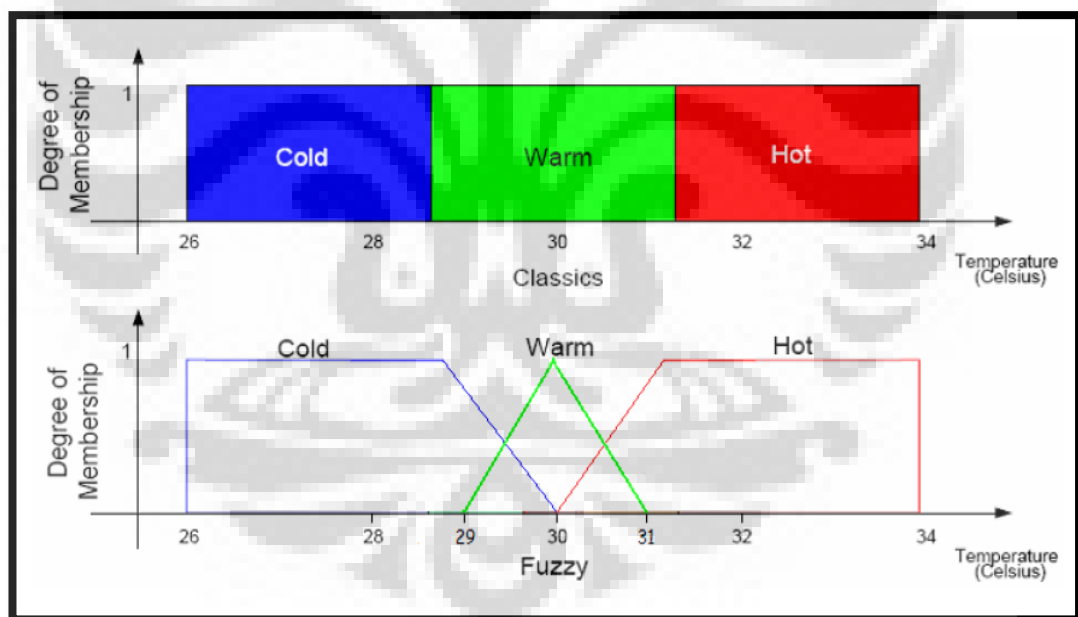 Degree of
Membership
1
Cold
Warm
Hot
26
28
30
32
34
Temperature
(Celsius)
Classics
Degree of
Membership
1
Cold
Warm
Hot
26
28
29
30
31
32
34
Temperature
(Celsius)
Fuzzy